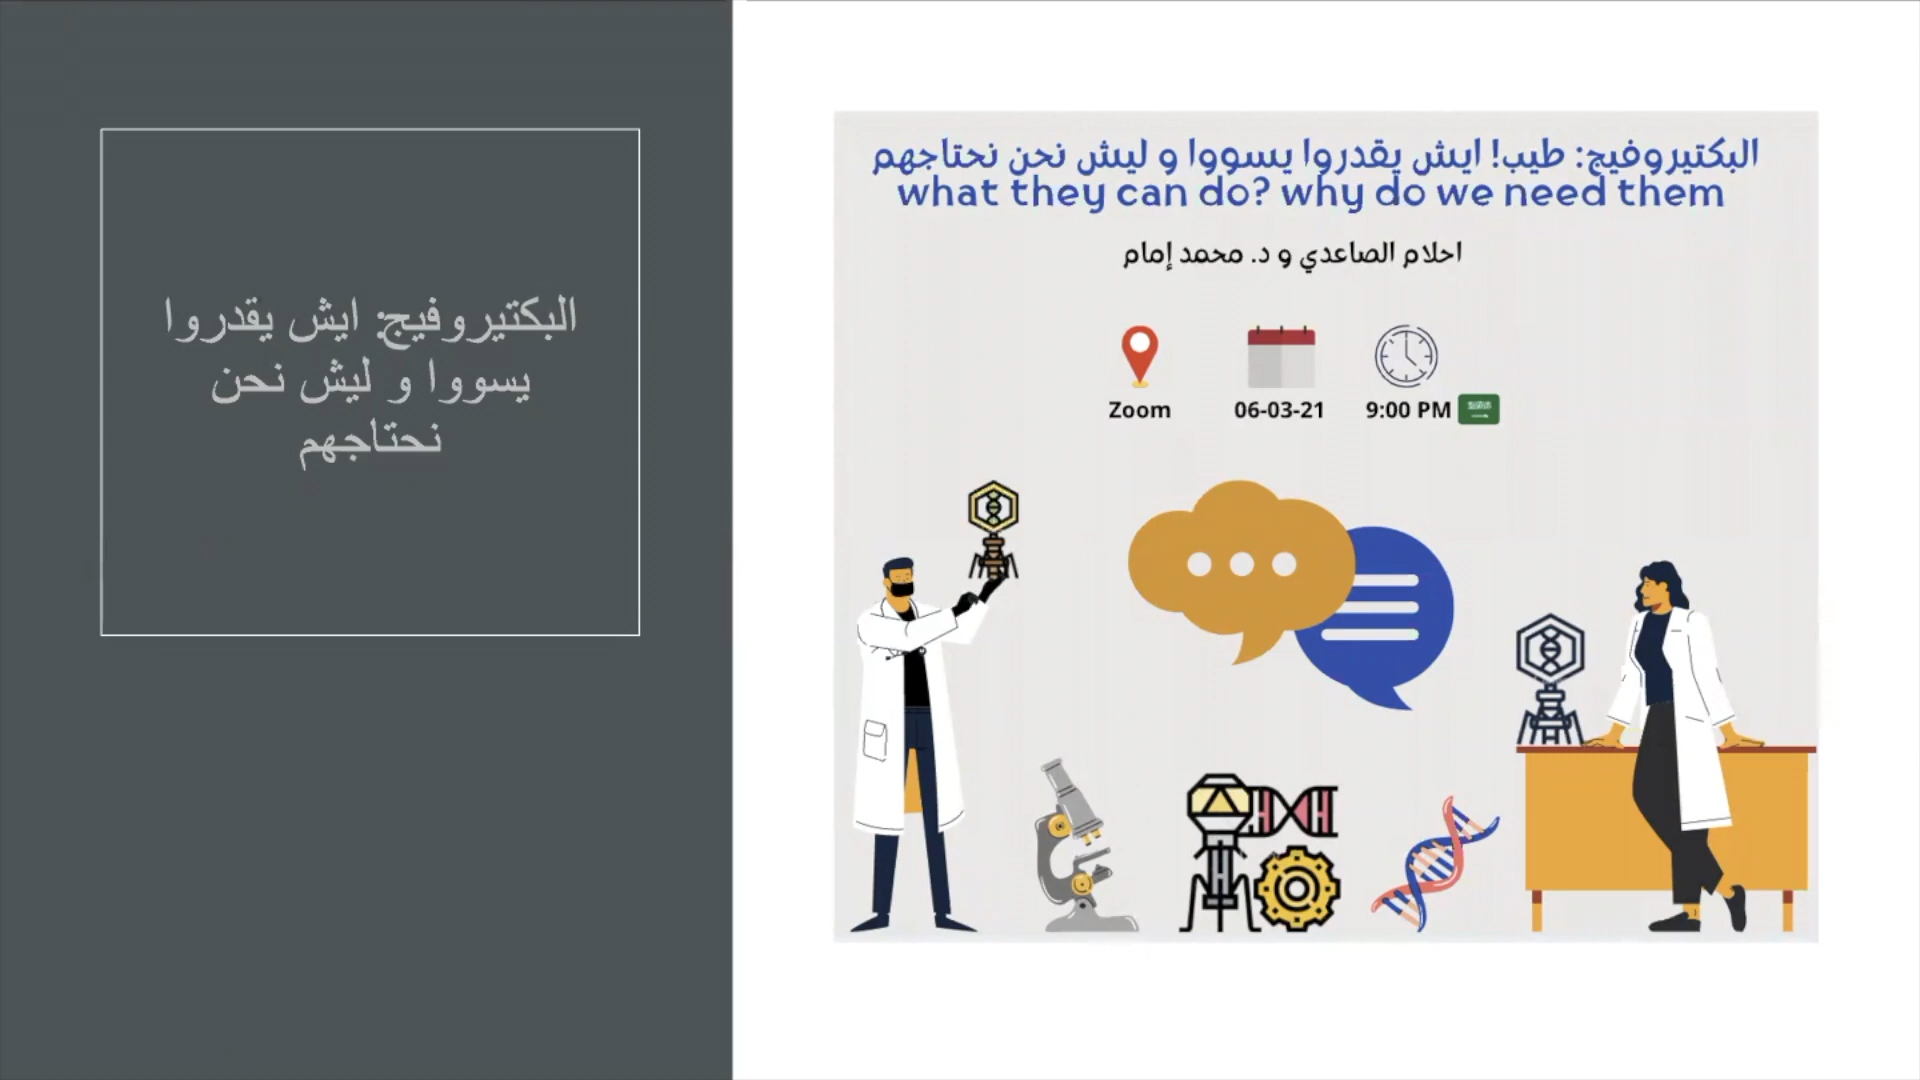 البكتيروفيج: ايش يقدروا
يسووا و ليش نحن
نحتاجهم
البكتيروفيج: طيب! ايش يقدروا يسووا و ليش نحن نحتاجهم
what they can do? why do we need them
احلام الصاعدي و د. محمد إمام
Zoom
06-03-21
9:00 PM